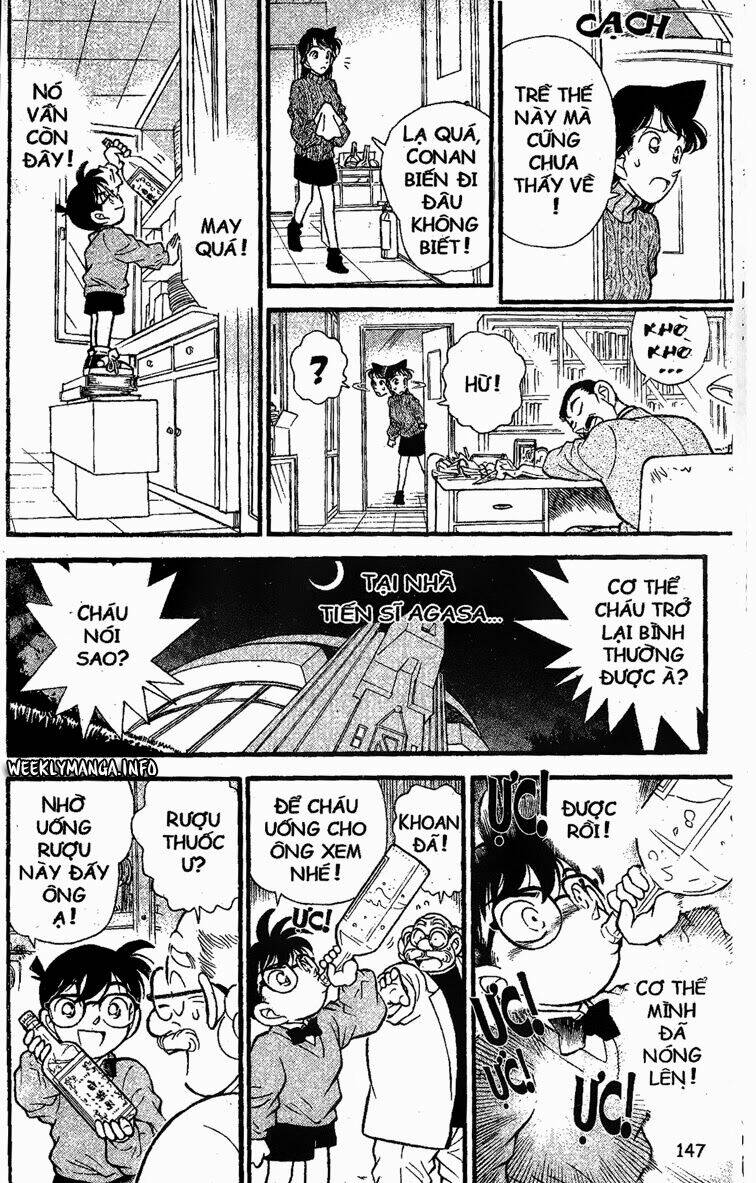 NÓ
VẪN
CÒN
ĐÂY!
MAY
QUÁ!
LẠ QUÁ,
CONAN
BIẾN ĐI
ĐÂU
KHÔNG
BIẾT!
CẠCH
TRỄ THẾ
NÀY MÀ
CŨNG
CHƯA
THẤY VỀ
!
?
HỪ!
KHÒ
KHÒ
...
CHÁU
NÓI
SAO?
TẠI NHÀ
TIẾN SĨ AGASA...
CƠ THỂ
CHÁU TRỞ
LẠI BÌNH
THƯỜNG
ĐƯỢC À?
WEEKLYMANGA.INFO
NHỜ
UỐNG
RƯỢU
NÀY ĐẤY
ÔNG
Ạ!
RƯỢU
THUỐC
Ư?
ĐỂ CHÁU
UỐNG CHO
ÔNG XEM
NHÉ!
KHOAN
ĐÃ!
ỰC!
ỰC!
ĐƯỢC
RỒI!
ỰC!
ỰC!
CƠ THỂ
MÌNH
ĐÃ
NÓNG
LÊN!
147